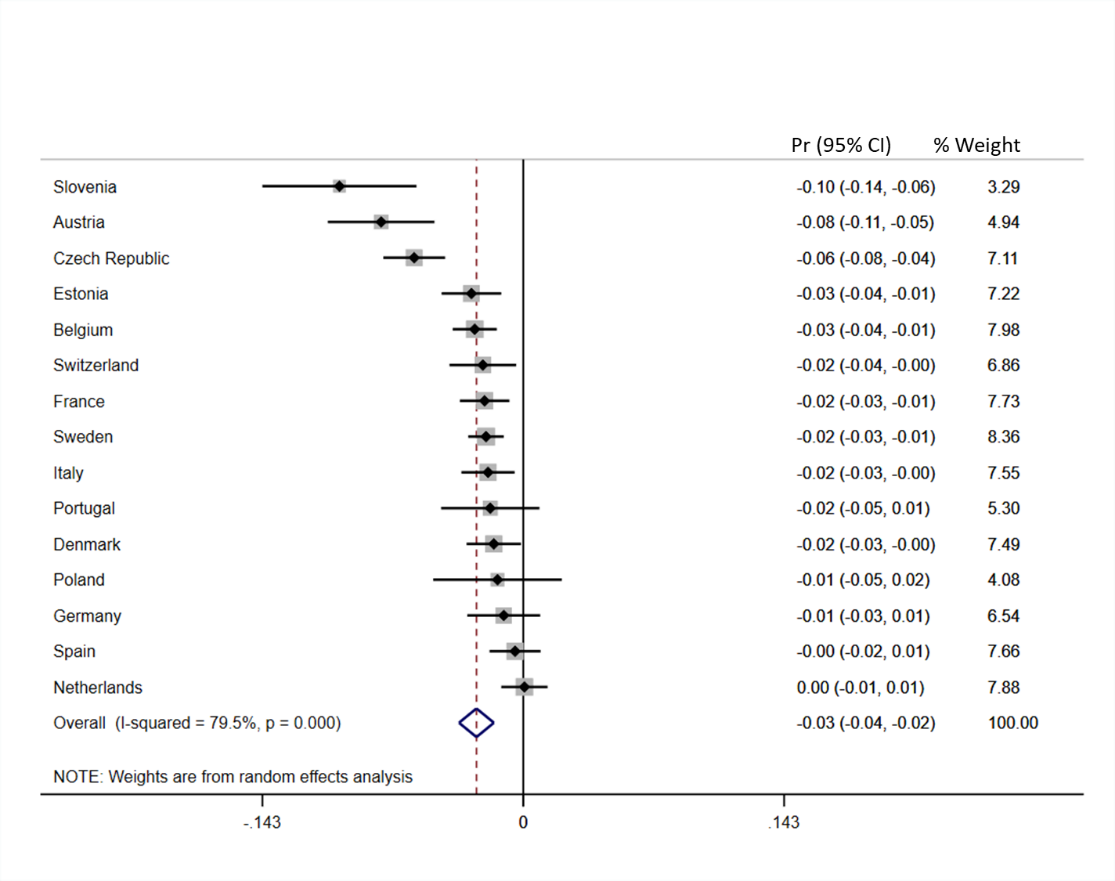 Pr (95% CI) % Weight
Slovenia -0.10 (-0.14, -0.06) 3.29
Austria -0.08 (-0.11, -0.05) 4.94
Czech Republic -0.06 (-0.08, -0.04) 7.11
Estonia -0.03 (-0.04, -0.01) 7.22
Belgium -0.03 (-0.04, -0.01) 7.98
Switzerland -0.02 (-0.04, -0.00) 6.86
France -0.02 (-0.03, -0.01) 7.73
Sweden -0.02 (-0.03, -0.01) 8.36
Italy -0.02 (-0.03, -0.00) 7.55
Portugal -0.02 (-0.05, 0.01) 5.30
Denmark -0.02 (-0.03, -0.00) 7.49
Poland -0.01 (-0.05, 0.02) 4.08
Germany -0.01 (-0.03, 0.01) 6.54
Spain -0.00 (-0.02, 0.01) 7.66
Netherlands 0.00 (-0.01, 0.01) 7.88
Overall (I-squared = 79.5%, p = 0.000) -0.03 (-0.04, -0.02) 100.00
NOTE: Weights are from random effects analysis
-.143 0 .143